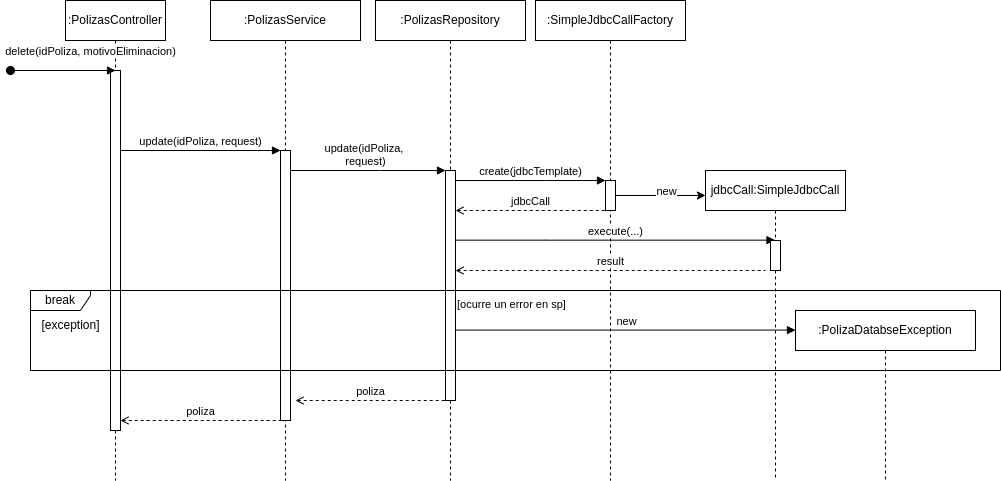 :PolizasController
:PolizasService
:PolizasRepository
:SimpleJdbcCallFactory
delete(idPoliza, motivoEliminacion)
update(idPoliza, request)
update(idPoliza,
request)
create(jdbcTemplate)
new
jdbcCall:SimpleJdbcCall
jdbcCall
execute(...)
result
break
[ocurre un error en sp]
[exception]
new
:PolizaDatabseException
poliza
poliza